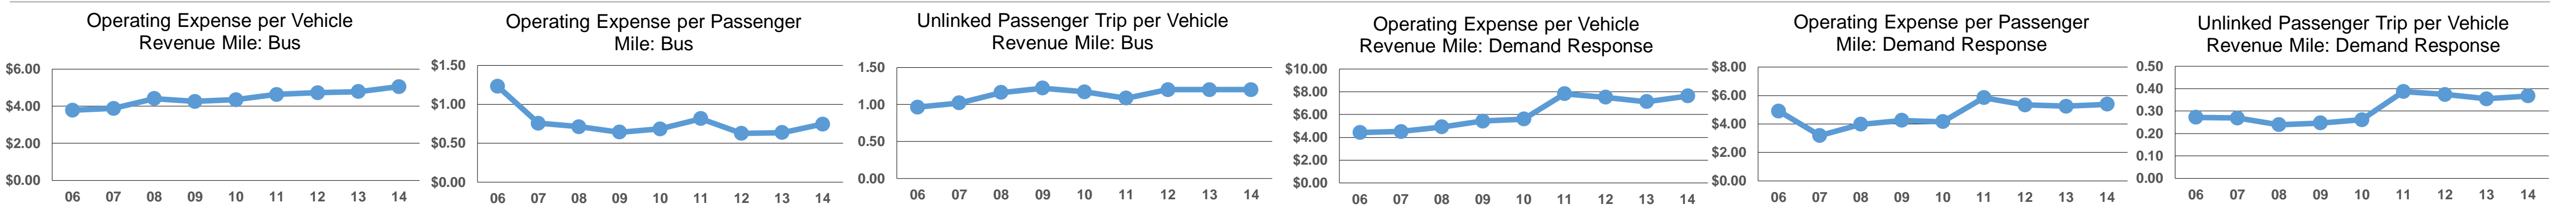 Operating Expense per Vehicle
Revenue Mile: Bus
$6.00
$4.00
$2.00
$0.00
06 07 08 09 10 11 12 13 14
Operating Expense per Passenger
Mile: Bus
$1.50
$1.00
$0.50
$0.00
06 07 08 09 10 11 12 13 14
Unlinked Passenger Trip per Vehicle
Revenue Mile: Bus
1.50
1.00
0.50
0.00
06 07 08 09 10 11 12 13 14
Operating Expense per Vehicle
Revenue Mile: Demand Response
$10.00
$8.00
$6.00
$4.00
$2.00
$0.00
06 07 08 09 10 11 12 13 14
Operating Expense per Passenger
Mile: Demand Response
$8.00
$6.00
$4.00
$2.00
$0.00
06 07 08 09 10 11 12 13 14
Unlinked Passenger Trip per Vehicle
Revenue Mile: Demand Response
0.50
0.40
0.30
0.20
0.10
0.00
06 07 08 09 10 11 12 13 14